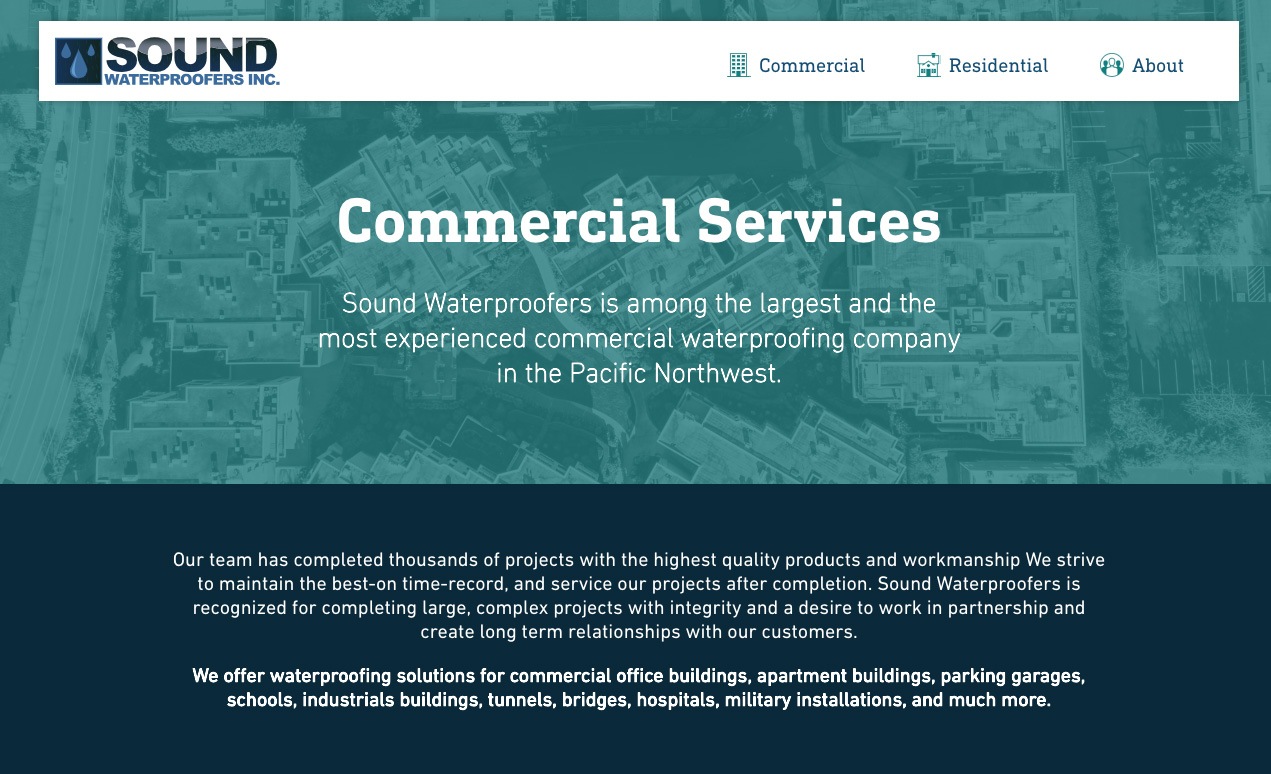 SOUND
WATERPROOFERS INC.
Commercial
Residential
About
Commercial Services
Sound Waterproofers is among the largest and the
most experienced commercial waterproofing company
in the Pacific Northwest.
Our team has completed thousands of projects with the highest quality products and workmanship We strive
to maintain the best-on time-record, and service our projects after completion. Sound Waterproofers is
recognized for completing large, complex projects with integrity and a desire to work in partnership and
create long term relationships with our customers.
We offer waterproofing solutions for commercial office buildings, apartment buildings, parking garages,
schools, industrials buildings, tunnels, bridges, hospitals, military installations, and much more.